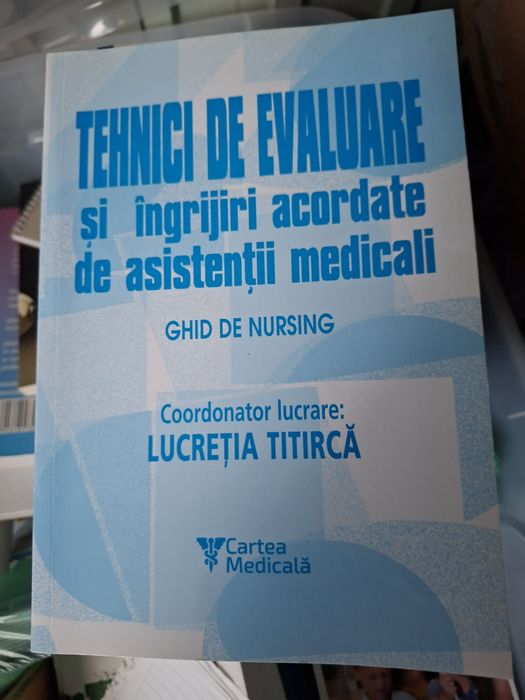 TEHNICI DE EVALUARE
și îngrijiri acordate
de asistenții medicali
GHID DE NURSING
Coordonator lucrare:
LUCREȚIA TITIRCĂ
Cartea
Medicală